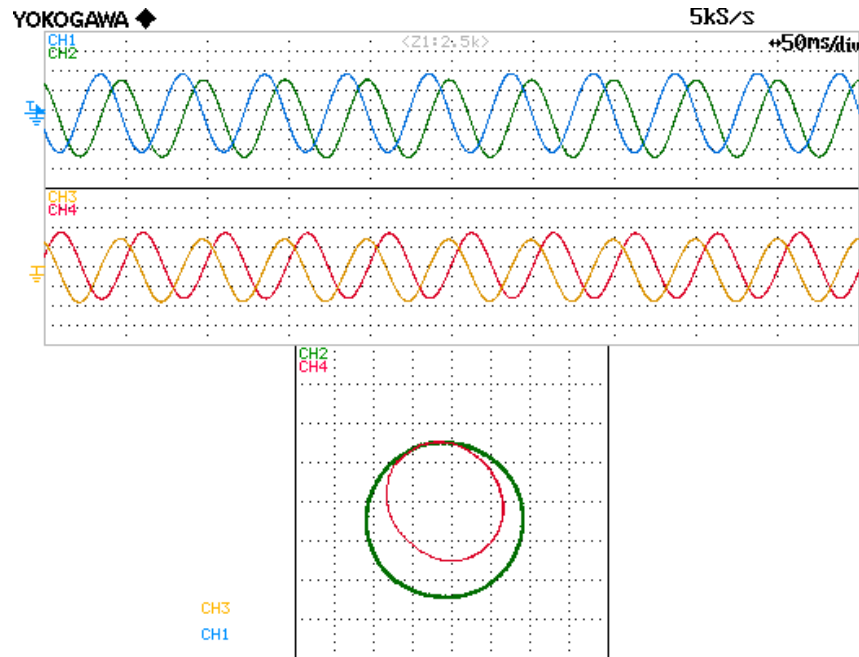 YOKOGAWA ◆ 5kS/s
CH1 <Z1:2.5k> ↔50ms/div
CH2
T
CH3
CH4
CH2
CH4
CH3
CH1